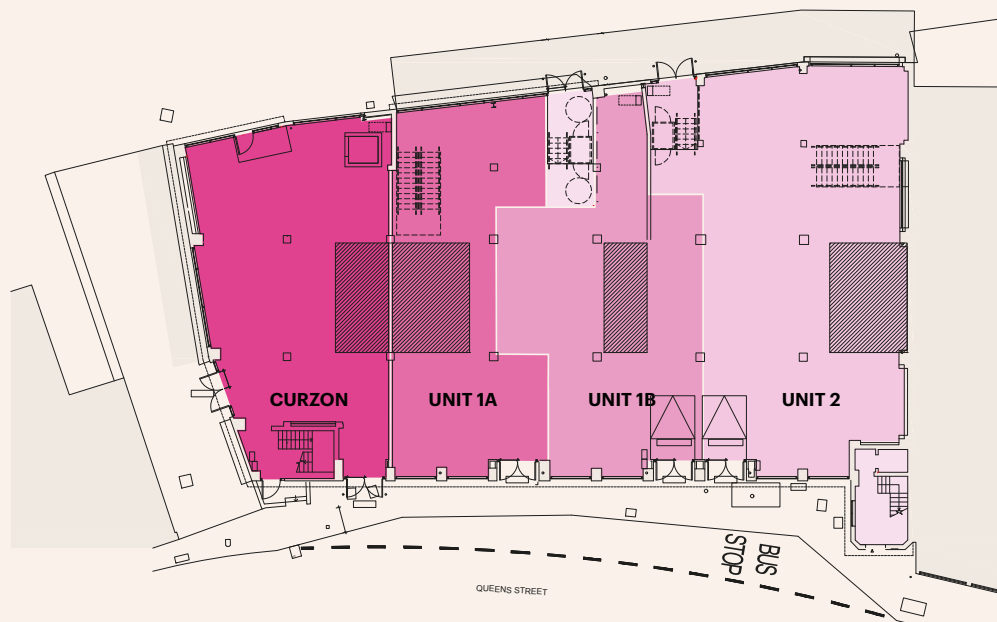 CURZON
UNIT 1A
UNIT 1B
UNIT 2
BUS
STOP
QUEENS STREET